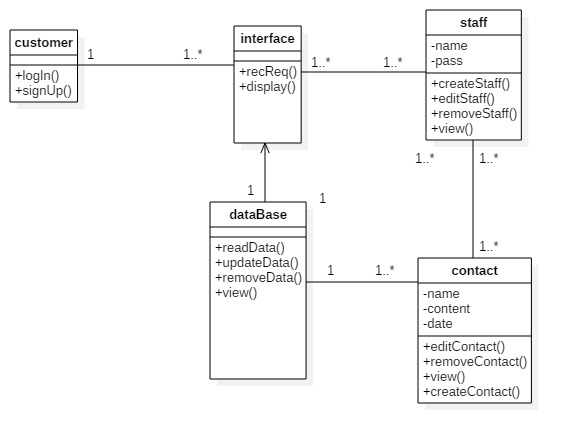 customer
+logIn()
+signUp()
1
1..*
interface
+recReq()
+display()
1..*
1..*
staff
-name
-pass
+createStaff()
+editStaff()
+removeStaff()
+view()
1..*
1..*
1..*
1
1
dataBase
+readData()
+updateData()
+removeData()
+view()
1
1..*
contact
-name
-content
-date
+editContact()
+removeContact()
+view()
+createContact()